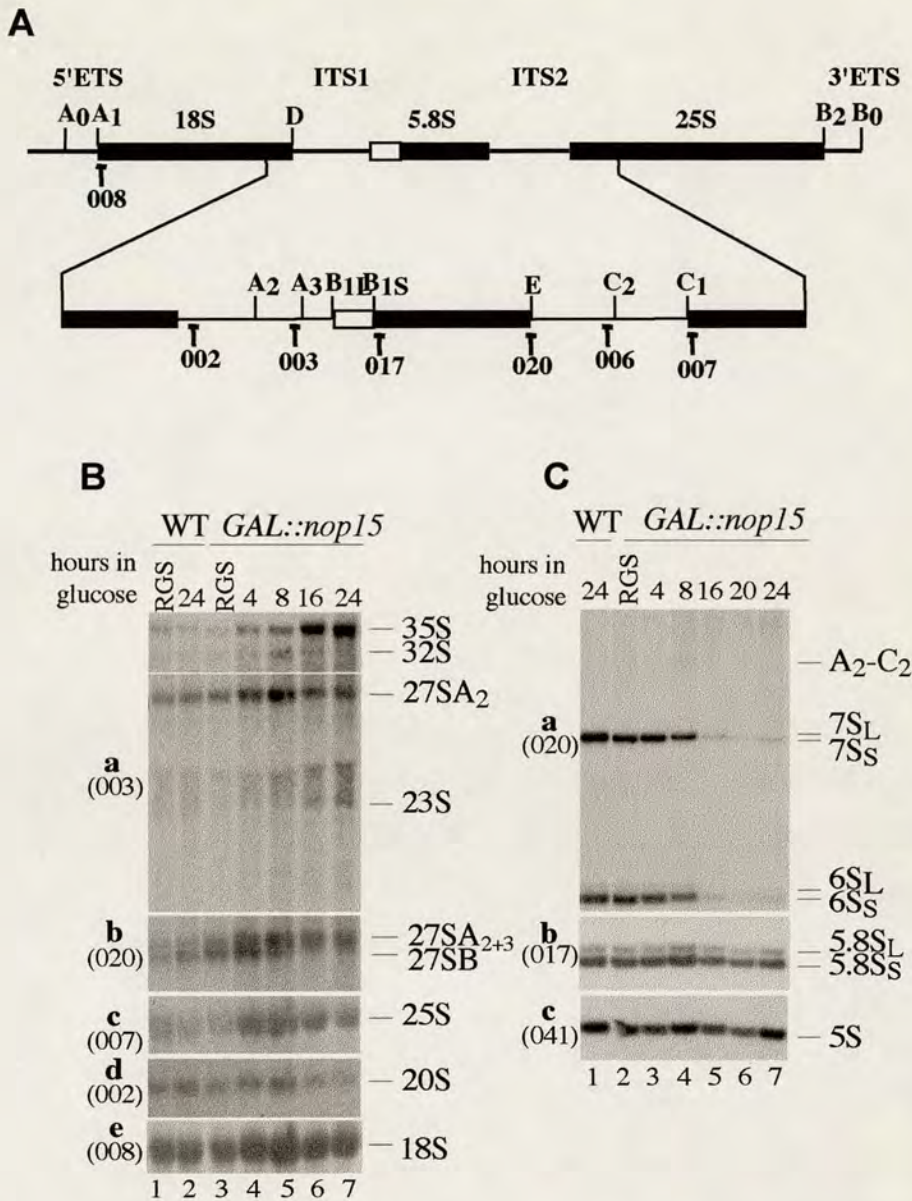 A
5'ETS ITS1 ITS2 3'ETS
A0 A1 18S D 5.8S 25S B2 B0
008
A2 A3 B1L B1S E C2 C1
002 003 017 020 006 007
B
WT GAL::nop15
hours in glucose RGS 24 RGS 4 8 16 24
35S
32S
27SA2
a (003)
23S
b (020)
27SA2+3
27SB
c (007)
25S
d (002)
20S
e (008)
18S
1 2 3 4 5 6 7
C
WT GAL::nop15
hours in glucose 24 RGS 4 8 16 20 24
A2-C2
a (020)
7SL
7SS
6SL
6SS
b (017)
5.8SL
5.8SS
c (041)
5S
1 2 3 4 5 6 7